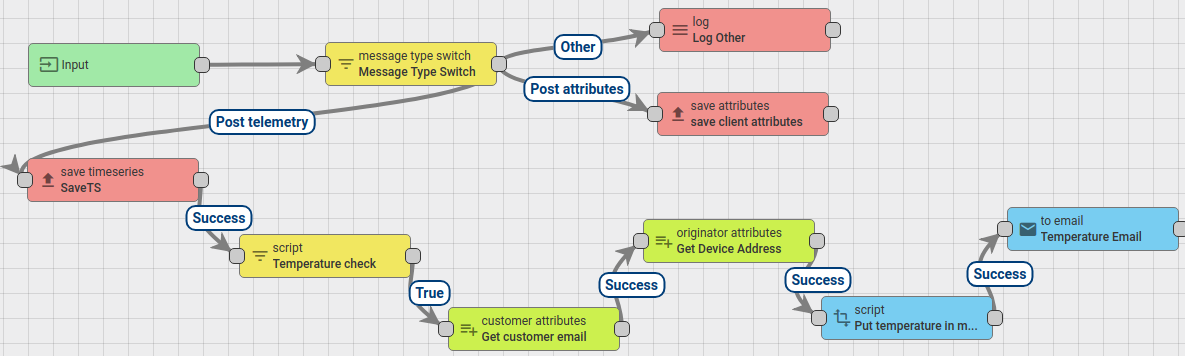 log
Log Other
Other
Input
message type switch
Message Type Switch
Post attributes
save attributes
save client attributes
Post telemetry
save timeseries
SaveTS
Success
script
Temperature check
True
customer attributes
Get customer email
Success
originator attributes
Get Device Address
Success
script
Put temperature in m...
Success
to email
Temperature Email